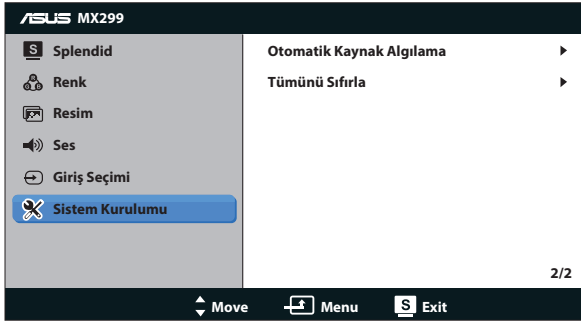 ASUS MX299
S Splendid
Renk
Resim
Ses
Giriş Seçimi
Sistem Kurulumu
Otomatik Kaynak Algılama
Tümünü Sıfırla
2/2
Move Menu S Exit